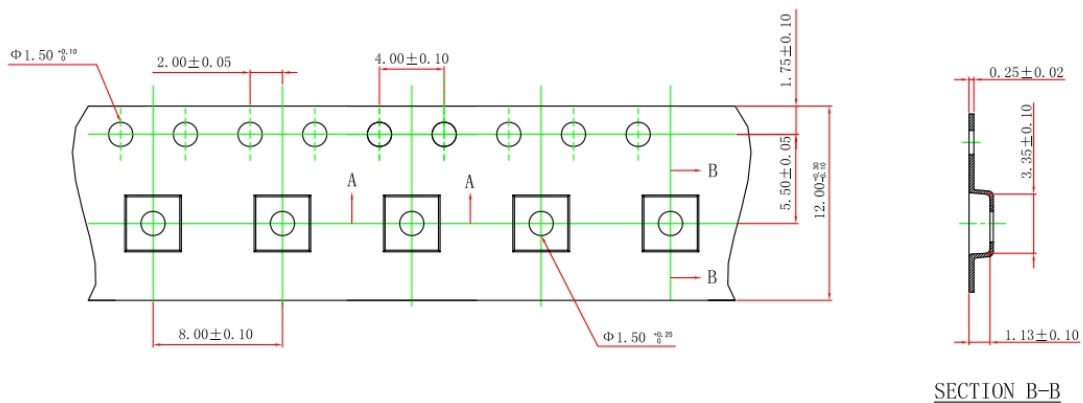 Φ1.50 +0.10 0
2.00±0.05
4.00±0.10
1.75±0.10
5.50±0.05
12.00 +0.30 -0.10
A
A
B
B
8.00±0.10
Φ1.50 +0.25 0
0.25±0.02
3.35±0.10
1.13±0.10
SECTION B-B